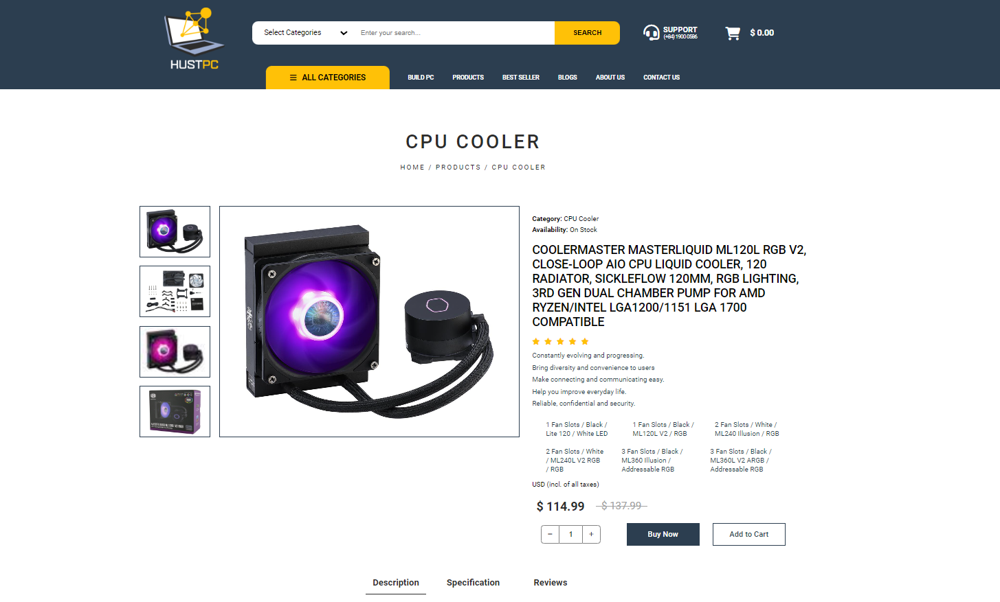 HUSTPC
Select Categories
Enter your search...
SEARCH
SUPPORT
(+84) 1900 0586
$ 0.00
ALL CATEGORIES
BUILD PC
PRODUCTS
BEST SELLER
BLOGS
ABOUT US
CONTACT US
CPU COOLER
HOME / PRODUCTS / CPU COOLER
Category: CPU Cooler
Availability: On Stock
COOLERMASTER MASTERLIQUID ML120L RGB V2,
CLOSE-LOOP AIO CPU LIQUID COOLER, 120
RADIATOR, SICKLEFLOW 120MM, RGB LIGHTING,
3RD GEN DUAL CHAMBER PUMP FOR AMD
RYZEN/INTEL LGA1200/1151 LGA 1700
COMPATIBLE
Constantly evolving and progressing.
Bring diversity and convenience to users
Make connecting and communicating easy.
Help you improve everyday life.
Reliable, confidential and security.
1 Fan Slots / Black /
Lite 120 / White LED
1 Fan Slots / Black /
ML120L V2 / RGB
2 Fan Slots / White /
ML240 Illusion / RGB
2 Fan Slots / White
/ ML240L V2 RGB
/ RGB
3 Fan Slots / Black /
ML360 Illusion /
Addressable RGB
3 Fan Slots / Black /
ML360L V2 ARGB /
Addressable RGB
USD (incl. of all taxes)
$ 114.99
$ 137.99
− 1 +
Buy Now
Add to Cart
Description
Specification
Reviews